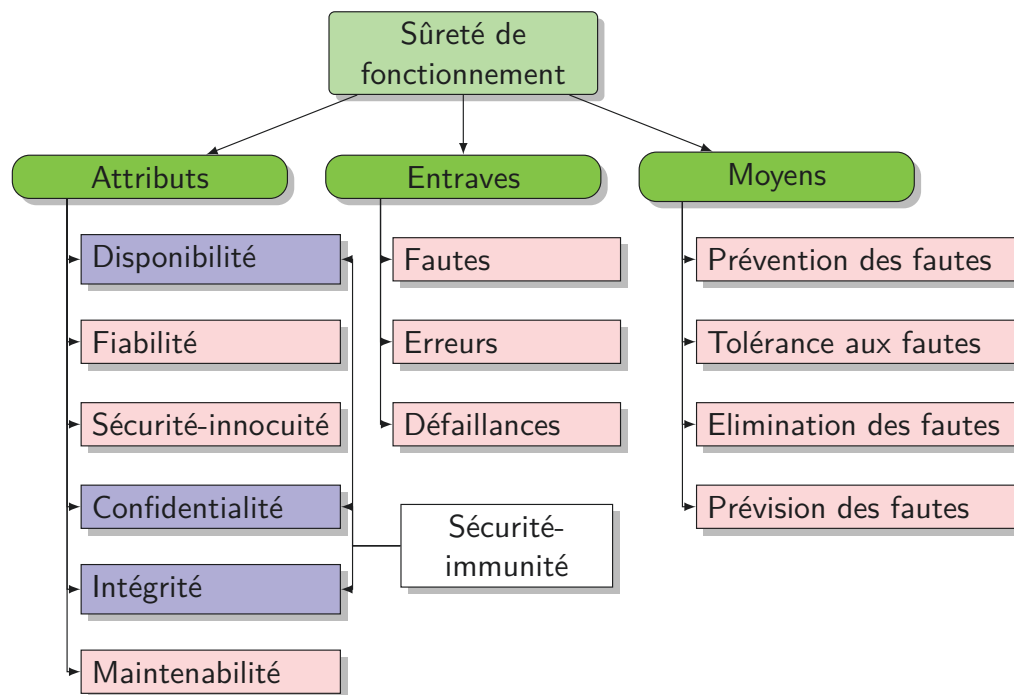 Sûreté de
fonctionnement
Attributs
Entraves
Moyens
Disponibilité
Fiabilité
Sécurité-innocuité
Confidentialité
Intégrité
Maintenabilité
Fautes
Erreurs
Défaillances
Sécurité-
immunité
Prévention des fautes
Tolérance aux fautes
Elimination des fautes
Prévision des fautes